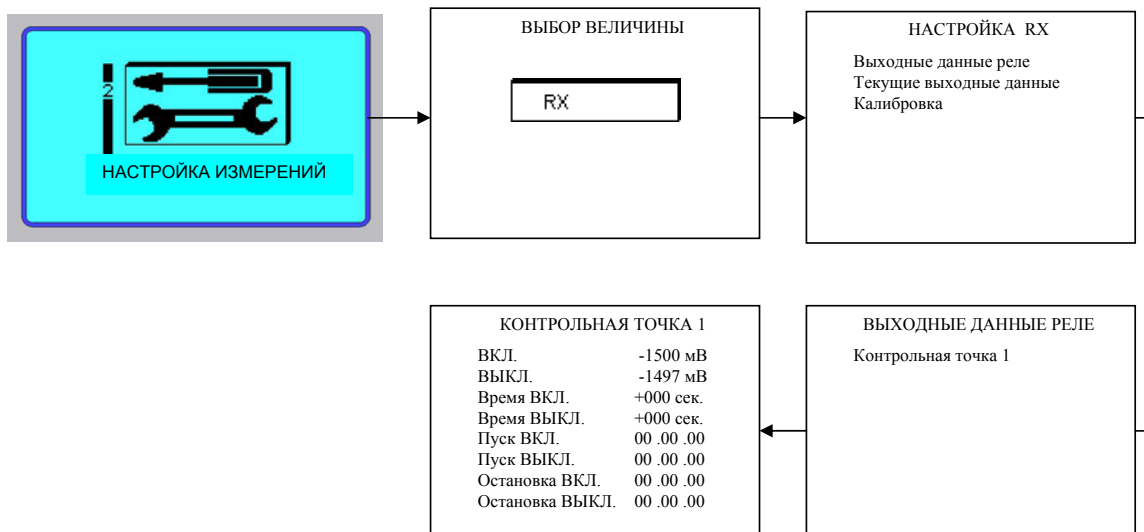 2
НАСТРОЙКА ИЗМЕРЕНИЙ
ВЫБОР ВЕЛИЧИНЫ
RX
НАСТРОЙКА RX
Выходные данные реле
Текущие выходные данные
Калибровка
КОНТРОЛЬНАЯ ТОЧКА 1
ВКЛ. -1500 мВ
ВЫКЛ. -1497 мВ
Время ВКЛ. +000 сек.
Время ВЫКЛ. +000 сек.
Пуск ВКЛ. 00 .00 .00
Пуск ВЫКЛ. 00 .00 .00
Остановка ВКЛ. 00 .00 .00
Остановка ВЫКЛ. 00 .00 .00
ВЫХОДНЫЕ ДАННЫЕ РЕЛЕ
Контрольная точка 1